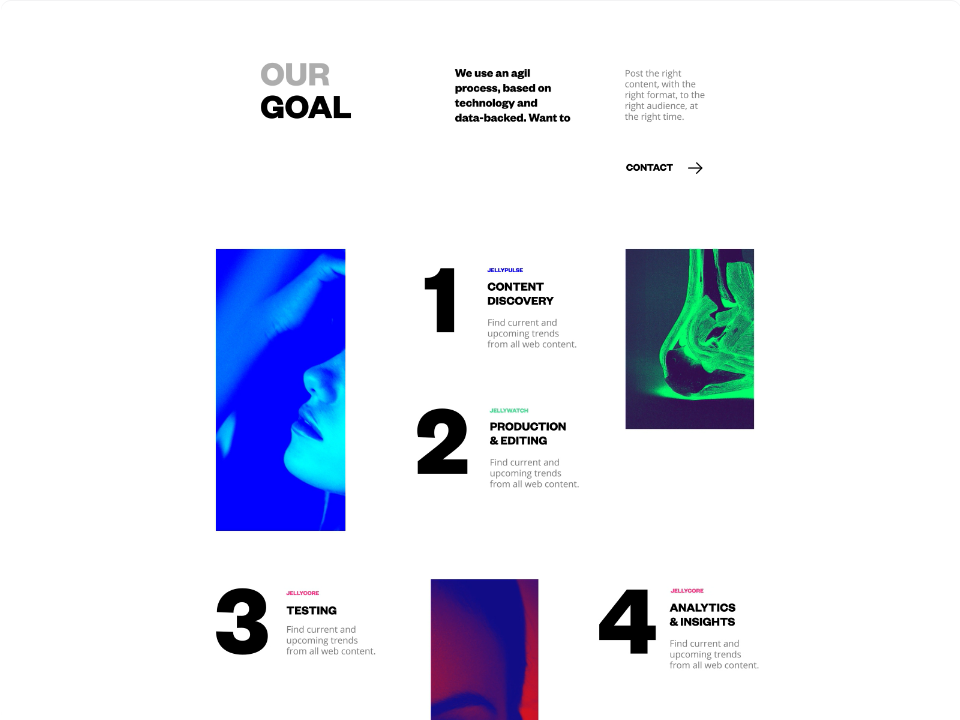 OUR
GOAL
We use an agil
process, based on
technology and
data-backed. Want to
Post the right
content, with the
right format, to the
right audience, at
the right time.
CONTACT
1
JELLYPULSE
CONTENT
DISCOVERY
Find current and
upcoming trends
from all web content.
2
JELLYWATCH
PRODUCTION
& EDITING
Find current and
upcoming trends
from all web content.
3
JELLYCORE
TESTING
Find current and
upcoming trends
from all web content.
4
JELLYCORE
ANALYTICS
& INSIGHTS
Find current and
upcoming trends
from all web content.